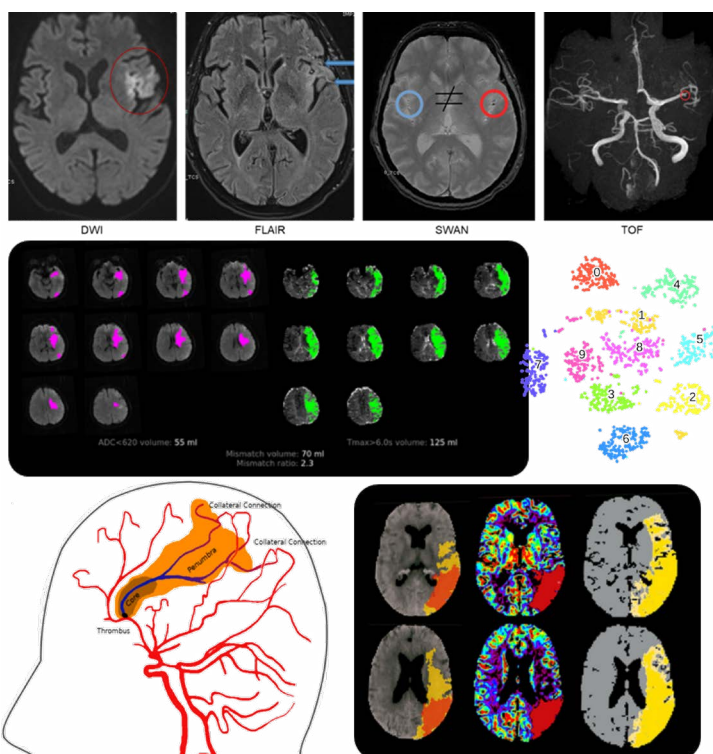 DWI
FLAIR
SWAN
TOF
0
4
1
5
8
9
7
3
2
6
ADC<620 volume: 55 ml
Tmax>6.0s volume: 125 ml
Mismatch volume: 70 ml
Mismatch ratio: 2.3
Collateral Connection
Collateral Connection
Penumbra
Core
Thrombus